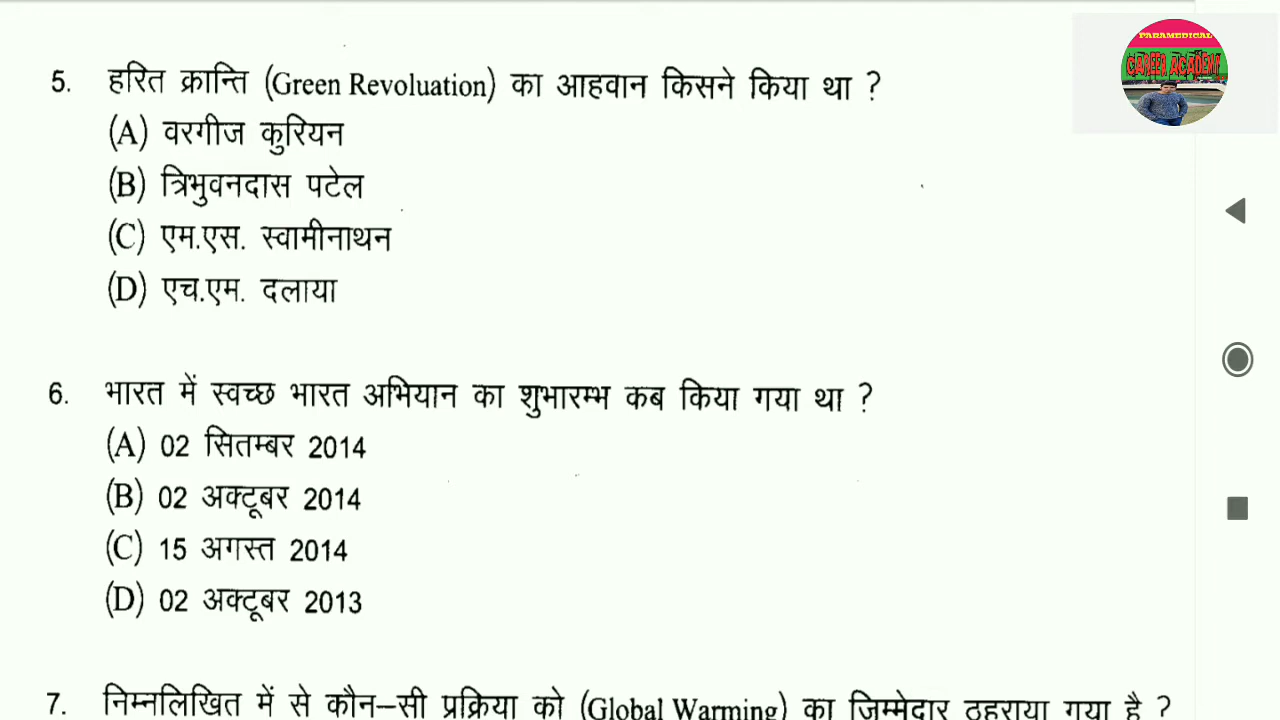 PARAMEDICAL
CAREER ACADEMY
5. हरित क्रान्ति (Green Revoluation) का आहवान किसने किया था ?
(A) वरगीज कुरियन
(B) त्रिभुवनदास पटेल
(C) एम.एस. स्वामीनाथन
(D) एच.एम. दलाया
6. भारत में स्वच्छ भारत अभियान का शुभारम्भ कब किया गया था ?
(A) 02 सितम्बर 2014
(B) 02 अक्टूबर 2014
(C) 15 अगस्त 2014
(D) 02 अक्टूबर 2013
7. निम्नलिखित में से कौन–सी प्रक्रिया को (Global Warming) का जिम्मेदार ठहराया गया है ?